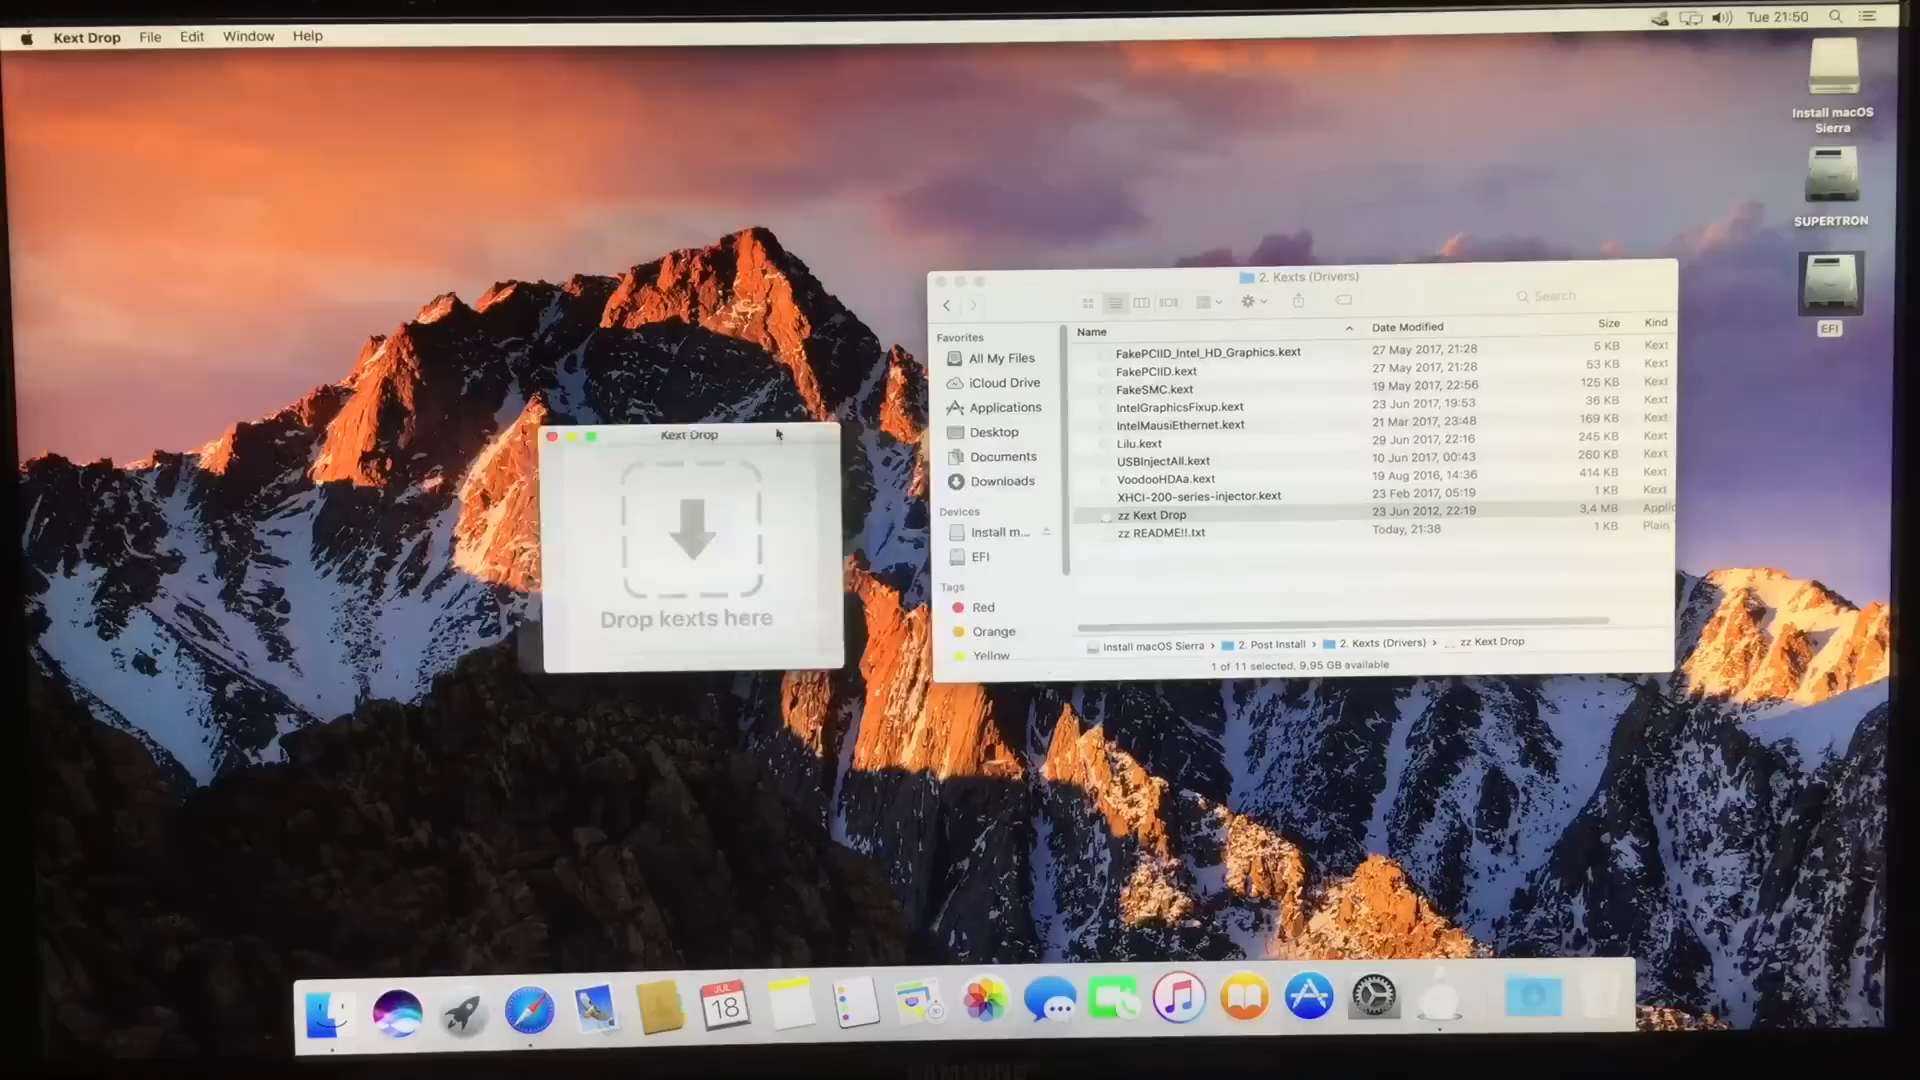 Kext Drop File Edit Window Help
Tue 21:50
Install macOS
Sierra
SUPERTRON
EFI
Kext Drop
Drop kexts here
2. Kexts (Drivers)
Search
Favorites
All My Files
iCloud Drive
Applications
Desktop
Documents
Downloads
Devices
Install m...
EFI
Tags
Red
Orange
Yellow
Name Date Modified Size Kind
FakePCIID_Intel_HD_Graphics.kext 27 May 2017, 21:28 5 KB Kext
FakePCIID.kext 27 May 2017, 21:28 53 KB Kext
FakeSMC.kext 19 May 2017, 22:56 125 KB Kext
IntelGraphicsFixup.kext 23 Jun 2017, 19:53 36 KB Kext
IntelMausiEthernet.kext 21 Mar 2017, 23:48 169 KB Kext
Lilu.kext 29 Jun 2017, 22:16 245 KB Kext
USBInjectAll.kext 10 Jun 2017, 00:43 260 KB Kext
VoodooHDAa.kext 19 Aug 2016, 14:36 414 KB Kext
XHCI-200-series-injector.kext 23 Feb 2017, 05:19 1 KB Kext
zz Kext Drop 23 Jun 2012, 22:19 3,4 MB Applic
zz README!!.txt Today, 21:38 1 KB Plain
Install macOS Sierra › 2. Post Install › 2. Kexts (Drivers) › zz Kext Drop
1 of 11 selected, 9,95 GB available
JUL
18
SAMSUNG